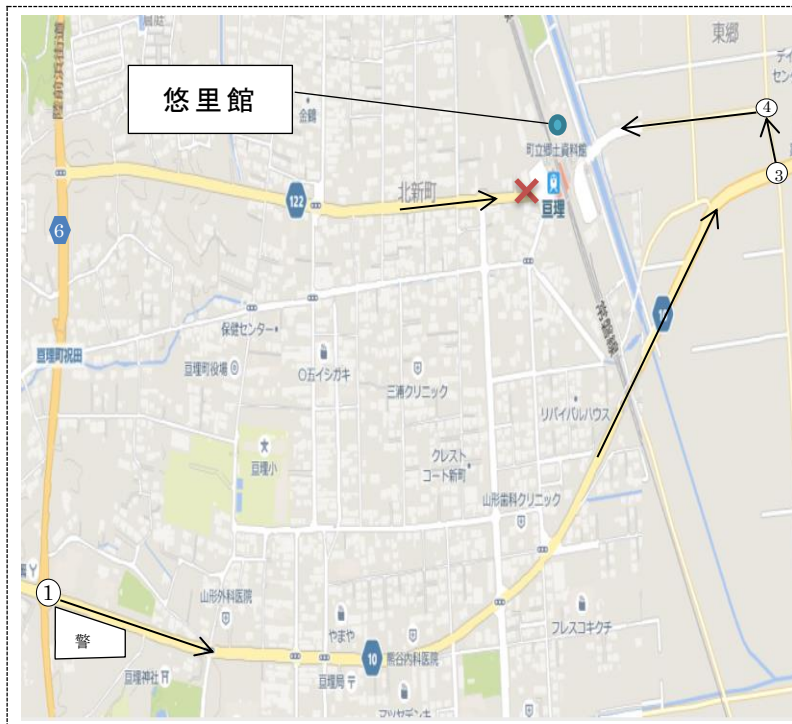 東郷
悠里館
金鶴
④
町立郷土資料館
③
北新町
122
亘理
6
保健センター
亘理町祝田
亘理町役場
〇五イシガキ
三浦クリニック
リバイバルハウス
亘理小
クレスト
コート新町
山形歯科クリニック
①
山形外科医院
警
やまや
フレスコキクチ
10
熊谷内科医院
亘理神社
亘理局